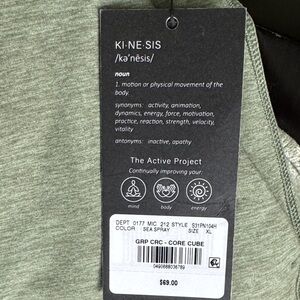 KI·NE·SIS
/kə'nēsis/
noun
1. motion or physical movement of the
body.
synonyms: activity, animation,
dynamics, energy, force, motivation,
practice, reaction, strength, velocity,
vitality
antonyms: inactive, apathy
The Active Project
Continually improving your:
mind body energy
DEPT 0177 MIC 212 STYLE S31PN104H
COLOR SEA SPRAY SIZE XL
GRP CRC - CORE CUBE
$69.00